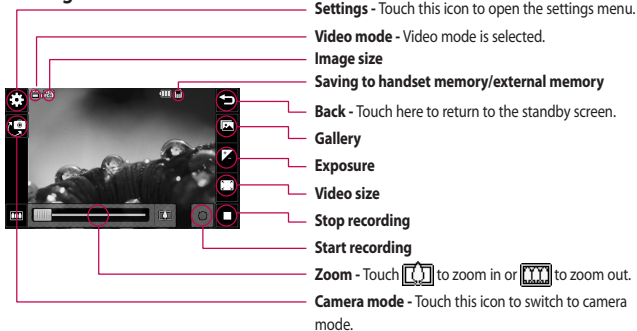 Settings - Touch this icon to open the settings menu.
Video mode - Video mode is selected.
Image size
Saving to handset memory/external memory
Back - Touch here to return to the standby screen.
Gallery
Exposure
Video size
Stop recording
Start recording
Zoom - Touch to zoom in or to zoom out.
Camera mode - Touch this icon to switch to camera
mode.